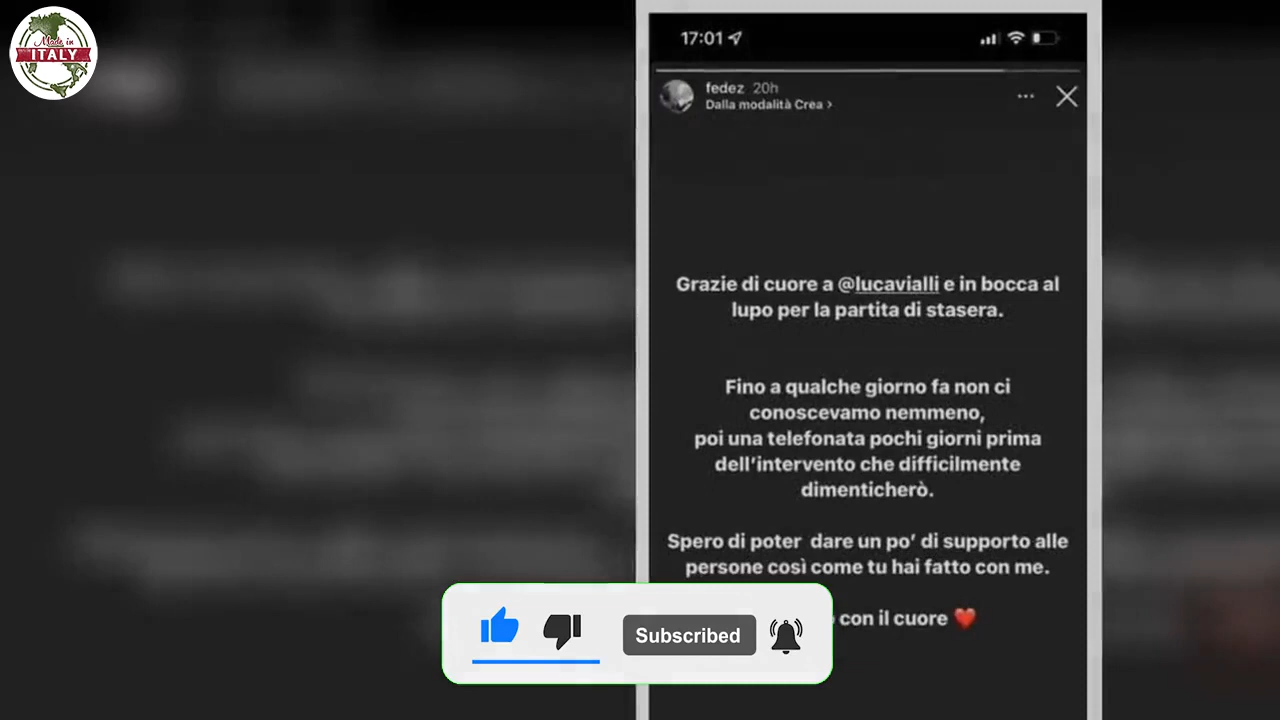 Made in
ITALY
17:01
fedez 20h
Dalla modalità Crea ›
Grazie di cuore a @lucavialli e in bocca al
lupo per la partita di stasera.
Fino a qualche giorno fa non ci
conoscevamo nemmeno,
poi una telefonata pochi giorni prima
dell'intervento che difficilmente
dimenticherò.
Spero di poter dare un po' di supporto alle
persone così come tu hai fatto con me.
con il cuore ❤️
Subscribed